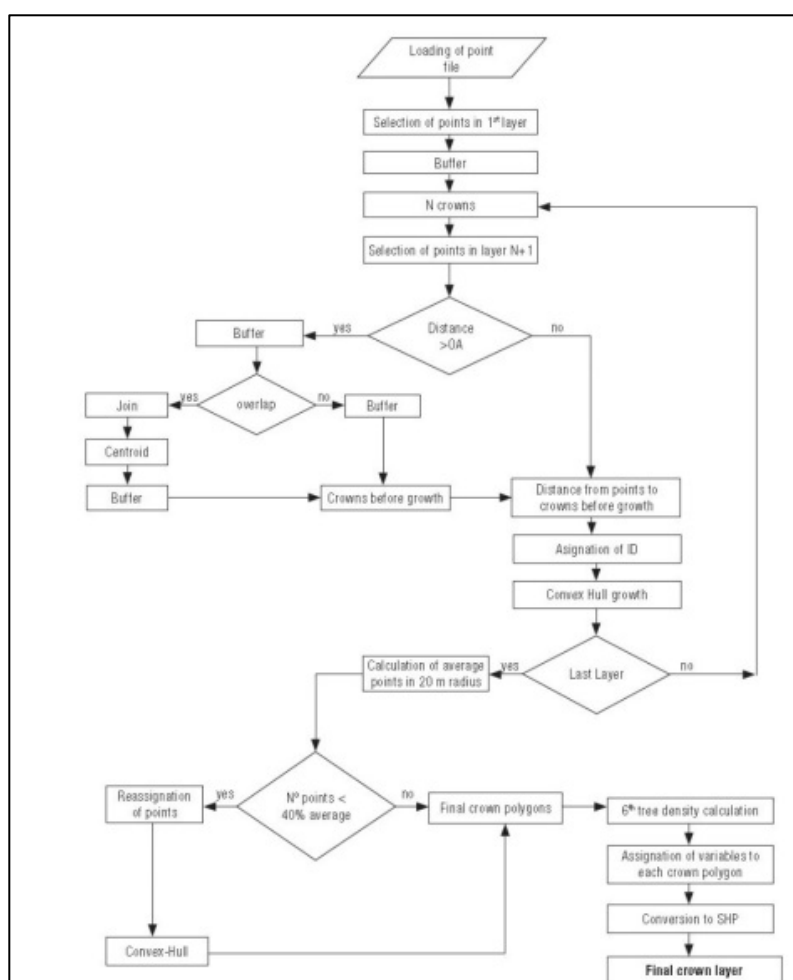 Loading of point
file
Selection of points in 1st layer
Buffer
N crowns
Selection of points in layer N+1
Distance
>0A
yes
no
Buffer
overlap
yes
no
Join
Buffer
Centroid
Buffer
Crowns before growth
Distance from points to
crowns before growth
Asignation of ID
Convex Hull growth
Last Layer
yes
no
Calculation of average
points in 20 m radius
Nº points <
40% average
yes
no
Reassignation
of points
Final crown polygons
6th tree density calculation
Assignation of variables to
each crown polygon
Convex-Hull
Conversion to SHP
Final crown layer